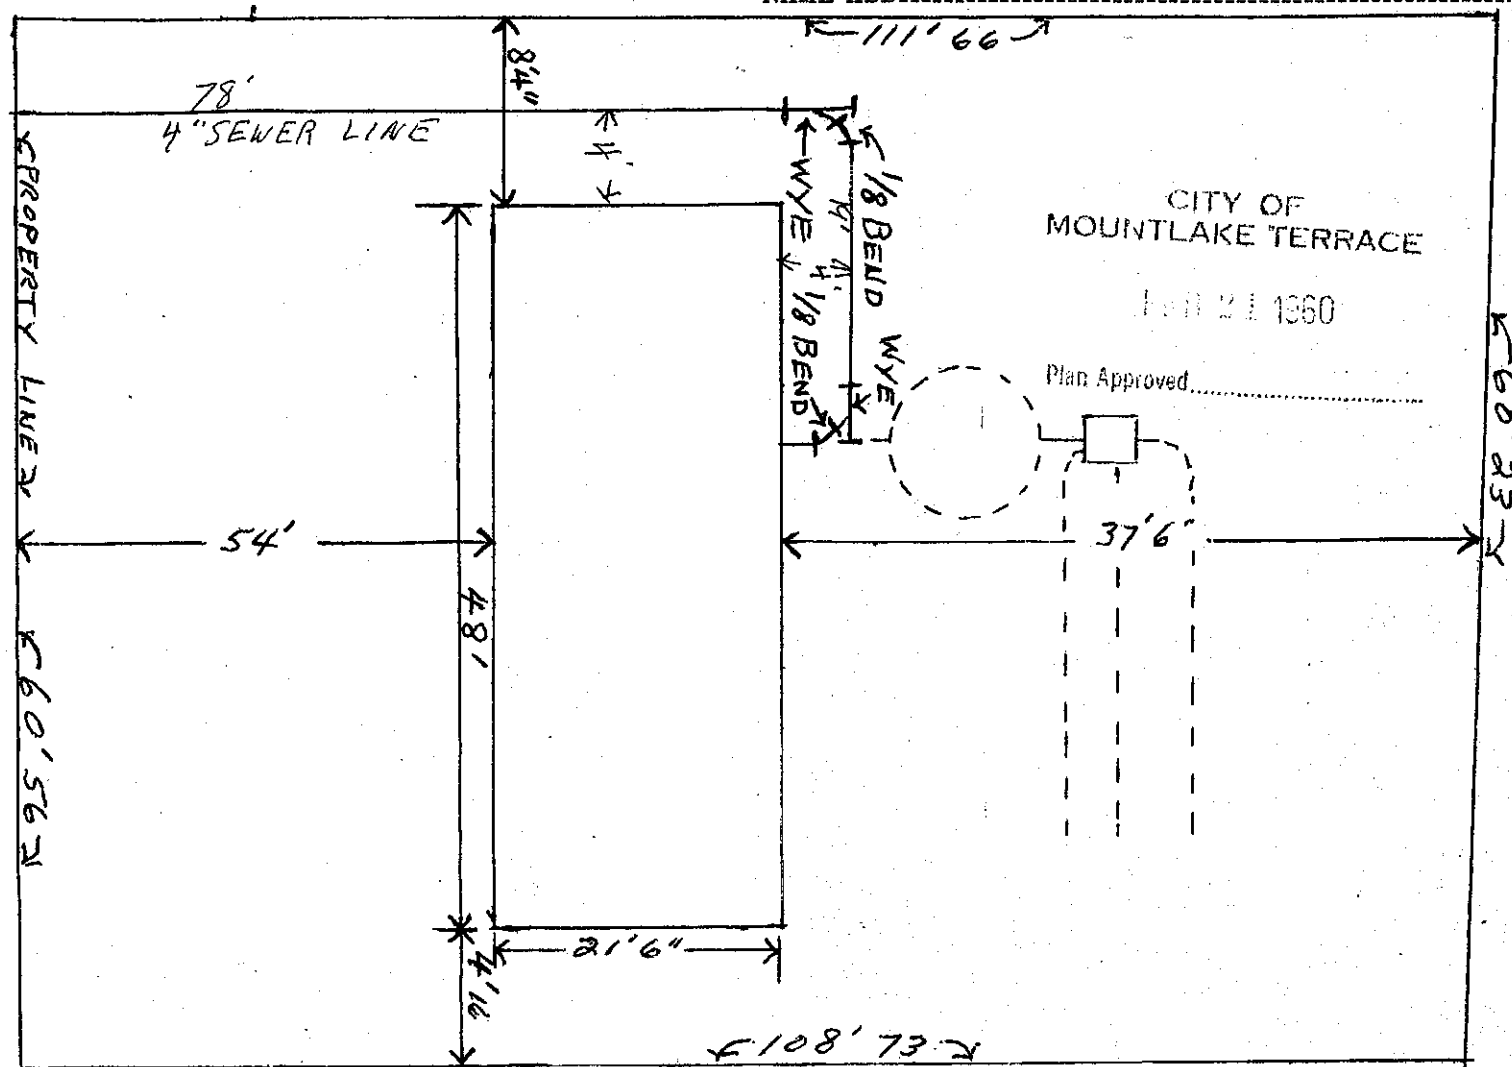 111'66
8'4"
78'
4" SEWER LINE
4'
WYE
1/8 BEND
14'
4'
1/8 BEND
WYE
CITY OF
MOUNTLAKE TERRACE
21 1960
Plan Approved
60 23
PROPERTY LINE
54'
37'6"
48'
60'56
21'6"
108'73